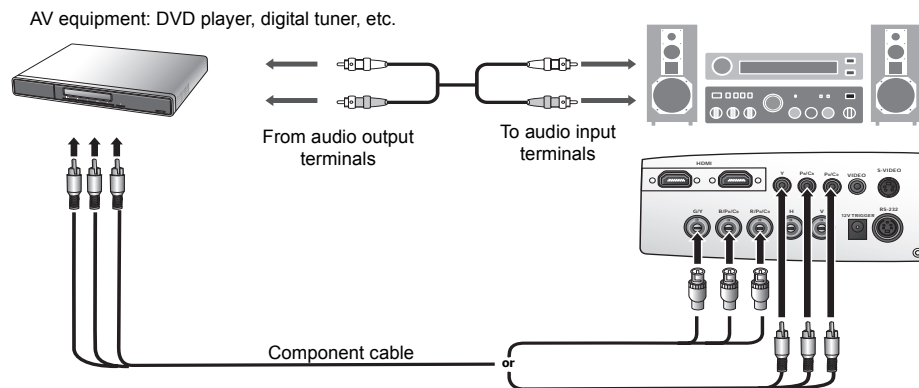 AV equipment: DVD player, digital tuner, etc.
From audio output
terminals
To audio input
terminals
HDMI
Y
PB/CB
PR/CR
VIDEO
S-VIDEO
G/Y
B/PB/CB
R/PR/CR
H
V
12V TRIGGER
RS-232
Component cable
or